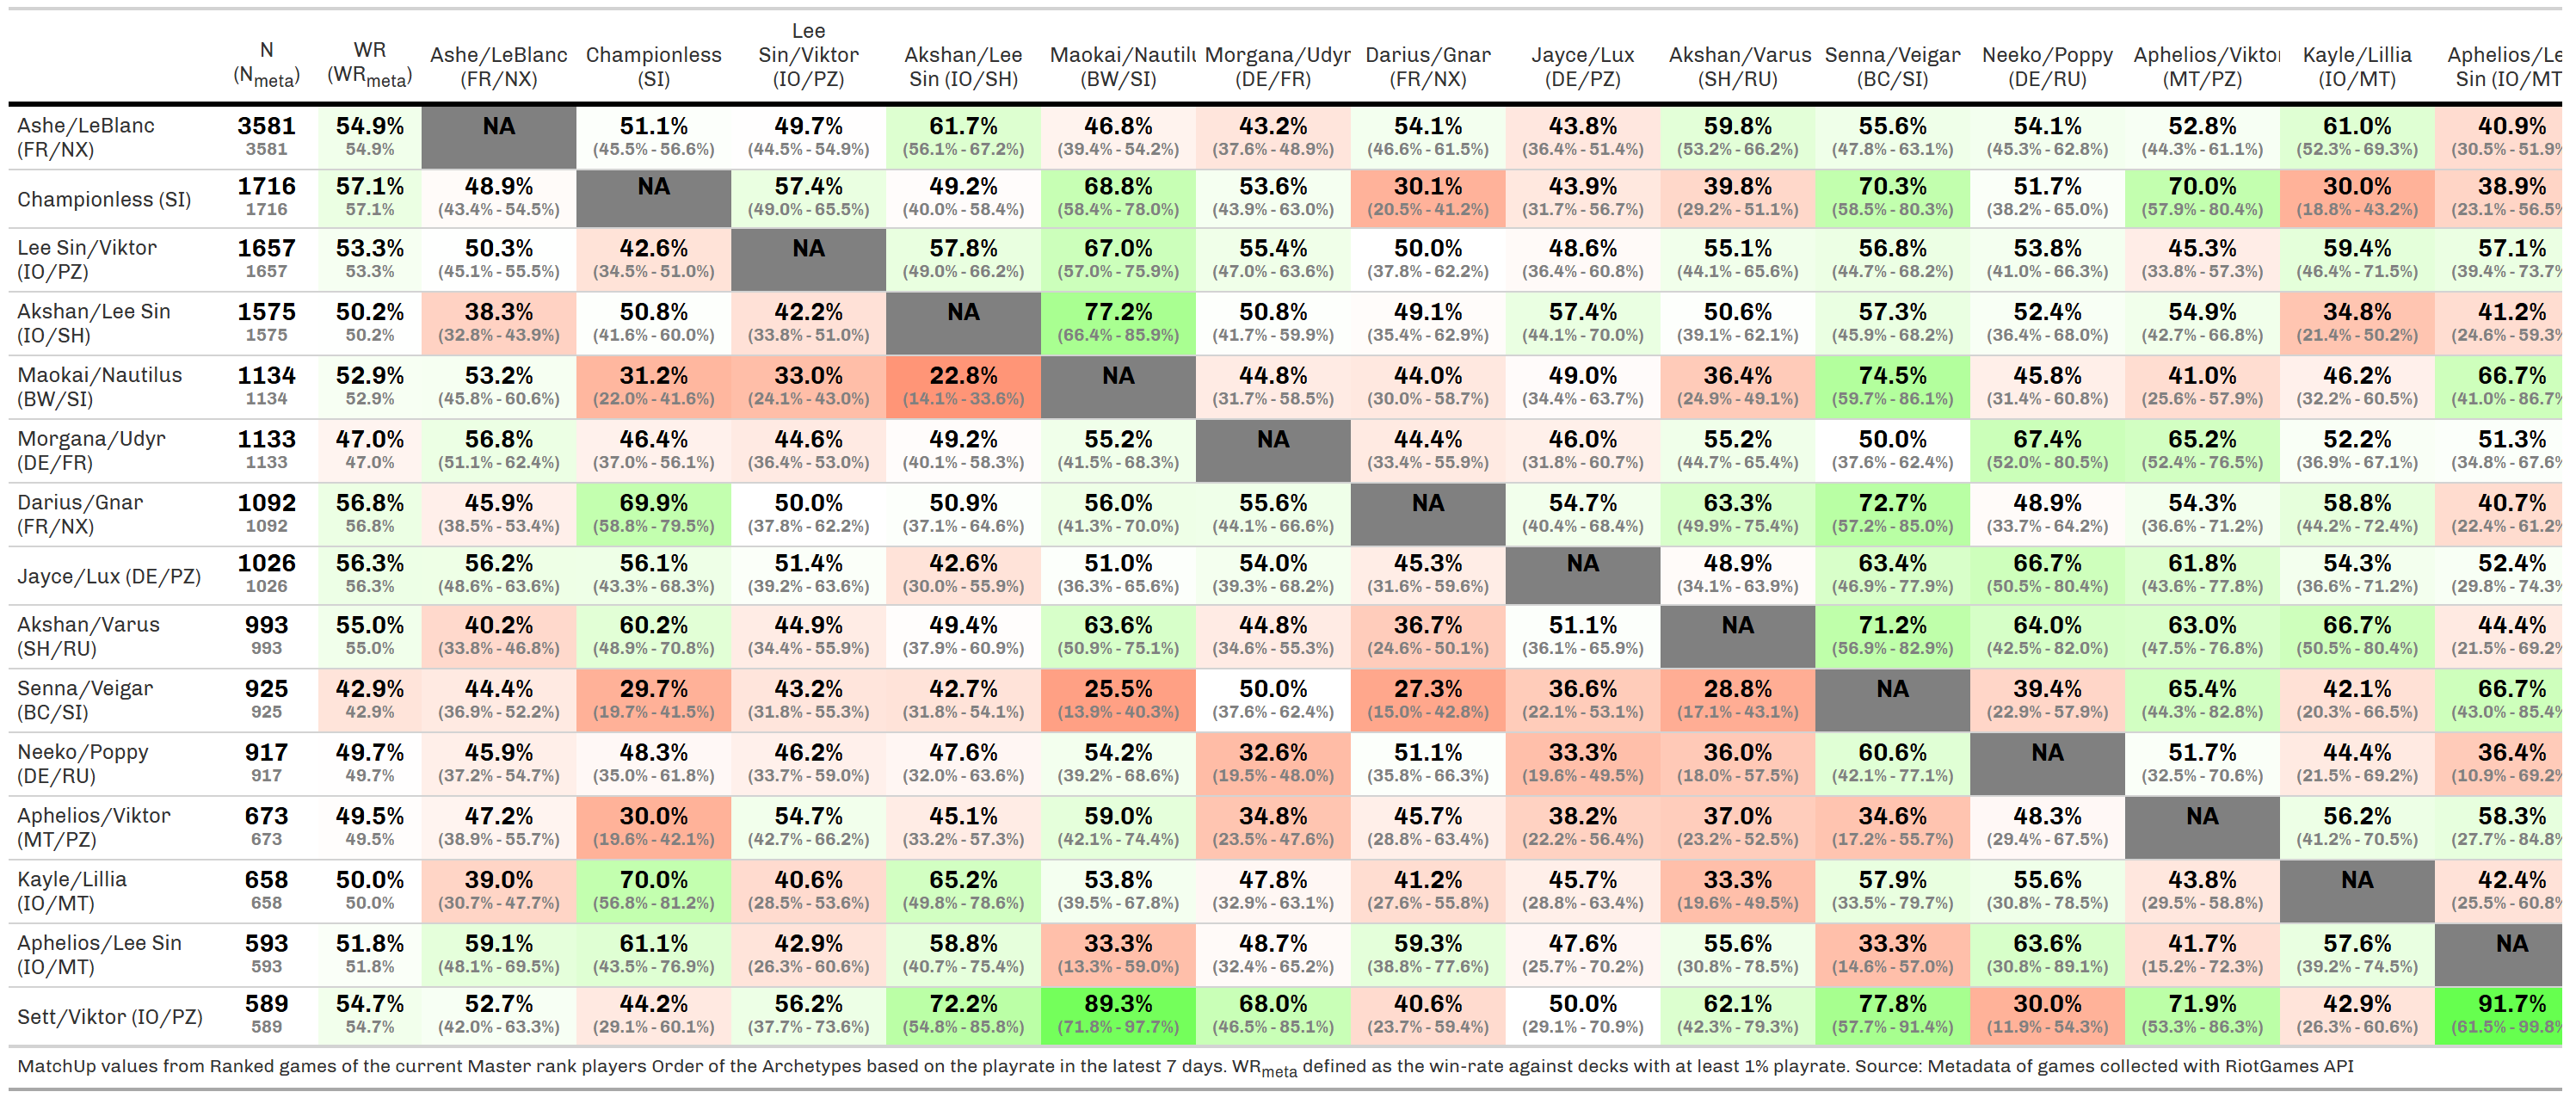 N (Nmeta) WR (WRmeta) Ashe/LeBlanc (FR/NX) Championless (SI) Lee Sin/Viktor (IO/PZ) Akshan/Lee Sin (IO/SH) Maokai/Nautilu (BW/SI) Morgana/Udyr (DE/FR) Darius/Gnar (FR/NX) Jayce/Lux (DE/PZ) Akshan/Varus (SH/RU) Senna/Veigar (BC/SI) Neeko/Poppy (DE/RU) Aphelios/Viktor (MT/PZ) Kayle/Lillia (IO/MT) Aphelios/Le Sin (IO/MT
Ashe/LeBlanc 3581 54.9% NA 51.1% 49.7% 61.7% 46.8% 43.2% 54.1% 43.8% 59.8% 55.6% 54.1% 52.8% 61.0% 40.9%
(FR/NX) 3581 54.9% (45.5% - 56.6%) (44.5% - 54.9%) (56.1% - 67.2%) (39.4% - 54.2%) (37.6% - 48.9%) (46.6% - 61.5%) (36.4% - 51.4%) (53.2% - 66.2%) (47.8% - 63.1%) (45.3% - 62.8%) (44.3% - 61.1%) (52.3% - 69.3%) (30.5% - 51.9%
Championless (SI) 1716 57.1% 48.9% NA 57.4% 49.2% 68.8% 53.6% 30.1% 43.9% 39.8% 70.3% 51.7% 70.0% 30.0% 38.9%
1716 57.1% (43.4% - 54.5%) (49.0% - 65.5%) (40.0% - 58.4%) (58.4% - 78.0%) (43.9% - 63.0%) (20.5% - 41.2%) (31.7% - 56.7%) (29.2% - 51.1%) (58.5% - 80.3%) (38.2% - 65.0%) (57.9% - 80.4%) (18.8% - 43.2%) (23.1% - 56.5%
Lee Sin/Viktor 1657 53.3% 50.3% 42.6% NA 57.8% 67.0% 55.4% 50.0% 48.6% 55.1% 56.8% 53.8% 45.3% 59.4% 57.1%
(IO/PZ) 1657 53.3% (45.1% - 55.5%) (34.5% - 51.0%) (49.0% - 66.2%) (57.0% - 75.9%) (47.0% - 63.6%) (37.8% - 62.2%) (36.4% - 60.8%) (44.1% - 65.6%) (44.7% - 68.2%) (41.0% - 66.3%) (33.8% - 57.3%) (46.4% - 71.5%) (39.4% - 73.7%
Akshan/Lee Sin 1575 50.2% 38.3% 50.8% 42.2% NA 77.2% 50.8% 49.1% 57.4% 50.6% 57.3% 52.4% 54.9% 34.8% 41.2%
(IO/SH) 1575 50.2% (32.8% - 43.9%) (41.6% - 60.0%) (33.8% - 51.0%) (66.4% - 85.9%) (41.7% - 59.9%) (35.4% - 62.9%) (44.1% - 70.0%) (39.1% - 62.1%) (45.9% - 68.2%) (36.4% - 68.0%) (42.7% - 66.8%) (21.4% - 50.2%) (24.6% - 59.3%
Maokai/Nautilus 1134 52.9% 53.2% 31.2% 33.0% 22.8% NA 44.8% 44.0% 49.0% 36.4% 74.5% 45.8% 41.0% 46.2% 66.7%
(BW/SI) 1134 52.9% (45.8% - 60.6%) (22.0% - 41.6%) (24.1% - 43.0%) (14.1% - 33.6%) (31.7% - 58.5%) (30.0% - 58.7%) (34.4% - 63.7%) (24.9% - 49.1%) (59.7% - 86.1%) (31.4% - 60.8%) (25.6% - 57.9%) (32.2% - 60.5%) (41.0% - 86.7%
Morgana/Udyr 1133 47.0% 56.8% 46.4% 44.6% 49.2% 55.2% NA 44.4% 46.0% 55.2% 50.0% 67.4% 65.2% 52.2% 51.3%
(DE/FR) 1133 47.0% (51.1% - 62.4%) (37.0% - 56.1%) (36.4% - 53.0%) (40.1% - 58.3%) (41.5% - 68.3%) (33.4% - 55.9%) (31.8% - 60.7%) (44.7% - 65.4%) (37.6% - 62.4%) (52.0% - 80.5%) (52.4% - 76.5%) (36.9% - 67.1%) (34.8% - 67.6%
Darius/Gnar 1092 56.8% 45.9% 69.9% 50.0% 50.9% 56.0% 55.6% NA 54.7% 63.3% 72.7% 48.9% 54.3% 58.8% 40.7%
(FR/NX) 1092 56.8% (38.5% - 53.4%) (58.8% - 79.5%) (37.8% - 62.2%) (37.1% - 64.6%) (41.3% - 70.0%) (44.1% - 66.6%) (40.4% - 68.4%) (49.9% - 75.4%) (57.2% - 85.0%) (33.7% - 64.2%) (36.6% - 71.2%) (44.2% - 72.4%) (22.4% - 61.2%
Jayce/Lux (DE/PZ) 1026 56.3% 56.2% 56.1% 51.4% 42.6% 51.0% 54.0% 45.3% NA 48.9% 63.4% 66.7% 61.8% 54.3% 52.4%
1026 56.3% (48.6% - 63.6%) (43.3% - 68.3%) (39.2% - 63.6%) (30.0% - 55.9%) (36.3% - 65.6%) (39.3% - 68.2%) (31.6% - 59.6%) (34.1% - 63.9%) (46.9% - 77.9%) (50.5% - 80.4%) (43.6% - 77.8%) (36.6% - 71.2%) (29.8% - 74.3%
Akshan/Varus 993 55.0% 40.2% 60.2% 44.9% 49.4% 63.6% 44.8% 36.7% 51.1% NA 71.2% 64.0% 63.0% 66.7% 44.4%
(SH/RU) 993 55.0% (33.8% - 46.8%) (48.9% - 70.8%) (34.4% - 55.9%) (37.9% - 60.9%) (50.9% - 75.1%) (34.6% - 55.3%) (24.6% - 50.1%) (36.1% - 65.9%) (56.9% - 82.9%) (42.5% - 82.0%) (47.5% - 76.8%) (50.5% - 80.4%) (21.5% - 69.2%
Senna/Veigar 925 42.9% 44.4% 29.7% 43.2% 42.7% 25.5% 50.0% 27.3% 36.6% 28.8% NA 39.4% 65.4% 42.1% 66.7%
(BC/SI) 925 42.9% (36.9% - 52.2%) (19.7% - 41.5%) (31.8% - 55.3%) (31.8% - 54.1%) (13.9% - 40.3%) (37.6% - 62.4%) (15.0% - 42.8%) (22.1% - 53.1%) (17.1% - 43.1%) (22.9% - 57.9%) (44.3% - 82.8%) (20.3% - 66.5%) (43.0% - 85.4%
Neeko/Poppy 917 49.7% 45.9% 48.3% 46.2% 47.6% 54.2% 32.6% 51.1% 33.3% 36.0% 60.6% NA 51.7% 44.4% 36.4%
(DE/RU) 917 49.7% (37.2% - 54.7%) (35.0% - 61.8%) (33.7% - 59.0%) (32.0% - 63.6%) (39.2% - 68.6%) (19.5% - 48.0%) (35.8% - 66.3%) (19.6% - 49.5%) (18.0% - 57.5%) (42.1% - 77.1%) (32.5% - 70.6%) (21.5% - 69.2%) (10.9% - 69.2%
Aphelios/Viktor 673 49.5% 47.2% 30.0% 54.7% 45.1% 59.0% 34.8% 45.7% 38.2% 37.0% 34.6% 48.3% NA 56.2% 58.3%
(MT/PZ) 673 49.5% (38.9% - 55.7%) (19.6% - 42.1%) (42.7% - 66.2%) (33.2% - 57.3%) (42.1% - 74.4%) (23.5% - 47.6%) (28.8% - 63.4%) (22.2% - 56.4%) (23.2% - 52.5%) (17.2% - 55.7%) (29.4% - 67.5%) (41.2% - 70.5%) (27.7% - 84.8%
Kayle/Lillia 658 50.0% 39.0% 70.0% 40.6% 65.2% 53.8% 47.8% 41.2% 45.7% 33.3% 57.9% 55.6% 43.8% NA 42.4%
(IO/MT) 658 50.0% (30.7% - 47.7%) (56.8% - 81.2%) (28.5% - 53.6%) (49.8% - 78.6%) (39.5% - 67.8%) (32.9% - 63.1%) (27.6% - 55.8%) (28.8% - 63.4%) (19.6% - 49.5%) (33.5% - 79.7%) (30.8% - 78.5%) (29.5% - 58.8%) (25.5% - 60.8%
Aphelios/Lee Sin 593 51.8% 59.1% 61.1% 42.9% 58.8% 33.3% 48.7% 59.3% 47.6% 55.6% 33.3% 63.6% 41.7% 57.6% NA
(IO/MT) 593 51.8% (48.1% - 69.5%) (43.5% - 76.9%) (26.3% - 60.6%) (40.7% - 75.4%) (13.3% - 59.0%) (32.4% - 65.2%) (38.8% - 77.6%) (25.7% - 70.2%) (30.8% - 78.5%) (14.6% - 57.0%) (30.8% - 89.1%) (15.2% - 72.3%) (39.2% - 74.5%)
Sett/Viktor (IO/PZ) 589 54.7% 52.7% 44.2% 56.2% 72.2% 89.3% 68.0% 40.6% 50.0% 62.1% 77.8% 30.0% 71.9% 42.9% 91.7%
589 54.7% (42.0% - 63.3%) (29.1% - 60.1%) (37.7% - 73.6%) (54.8% - 85.8%) (71.8% - 97.7%) (46.5% - 85.1%) (23.7% - 59.4%) (29.1% - 70.9%) (42.3% - 79.3%) (57.7% - 91.4%) (11.9% - 54.3%) (53.3% - 86.3%) (26.3% - 60.6%) (61.5% - 99.8%
MatchUp values from Ranked games of the current Master rank players Order of the Archetypes based on the playrate in the latest 7 days. WRmeta defined as the win-rate against decks with at least 1% playrate. Source: Metadata of games collected with RiotGames API